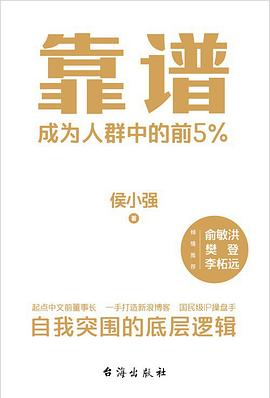 靠谱
成为人群中的前5%
侯小强
著
倾情推荐
俞敏洪
樊登
李柘远
起点中文前董事长 一手打造新浪博客 国民级IP操盘手
自我突围的底层逻辑
台海出版社